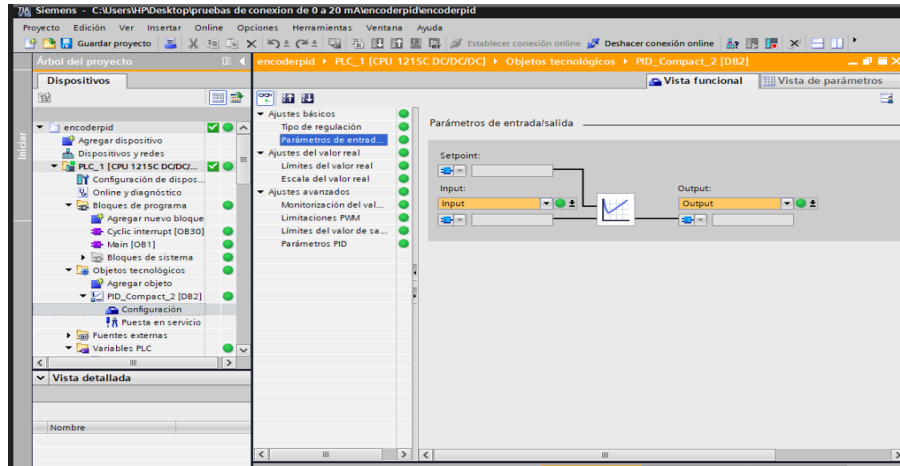 Siemens - C:\Users\HP\Desktop\pruebas de conexion de 0 a 20 mA\encoderpid\encoderpid
Proyecto Edición Ver Insertar Online Opciones Herramientas Ventana Ayuda
Guardar proyecto Establecer conexión online Deshacer conexión online
Árbol del proyecto
encoderpid PLC_1 [CPU 1215C DC/DC/DC] Objetos tecnológicos PID_Compact_2 [DB2]
Dispositivos
Vista funcional Vista de parámetros
Iniciar
encoderpid
Agregar dispositivo
Dispositivos y redes
PLC_1 [CPU 1215C DC/DC/...
Configuración de dispos...
Online y diagnóstico
Bloques de programa
Agregar nuevo bloque
Cyclic interrupt [OB30]
Main [OB1]
Bloques de sistema
Objetos tecnológicos
Agregar objeto
PID_Compact_2 [DB2]
Configuración
Puesta en servicio
Fuentes externas
Variables PLC
Vista detallada
Nombre
Ajustes básicos
Tipo de regulación
Parámetros de entrad...
Ajustes del valor real
Límites del valor real
Escala del valor real
Ajustes avanzados
Monitorización del val...
Limitaciones PWM
Límites del valor de sa...
Parámetros PID
Parámetros de entrada/salida
Setpoint:
Input:
Input
Output:
Output